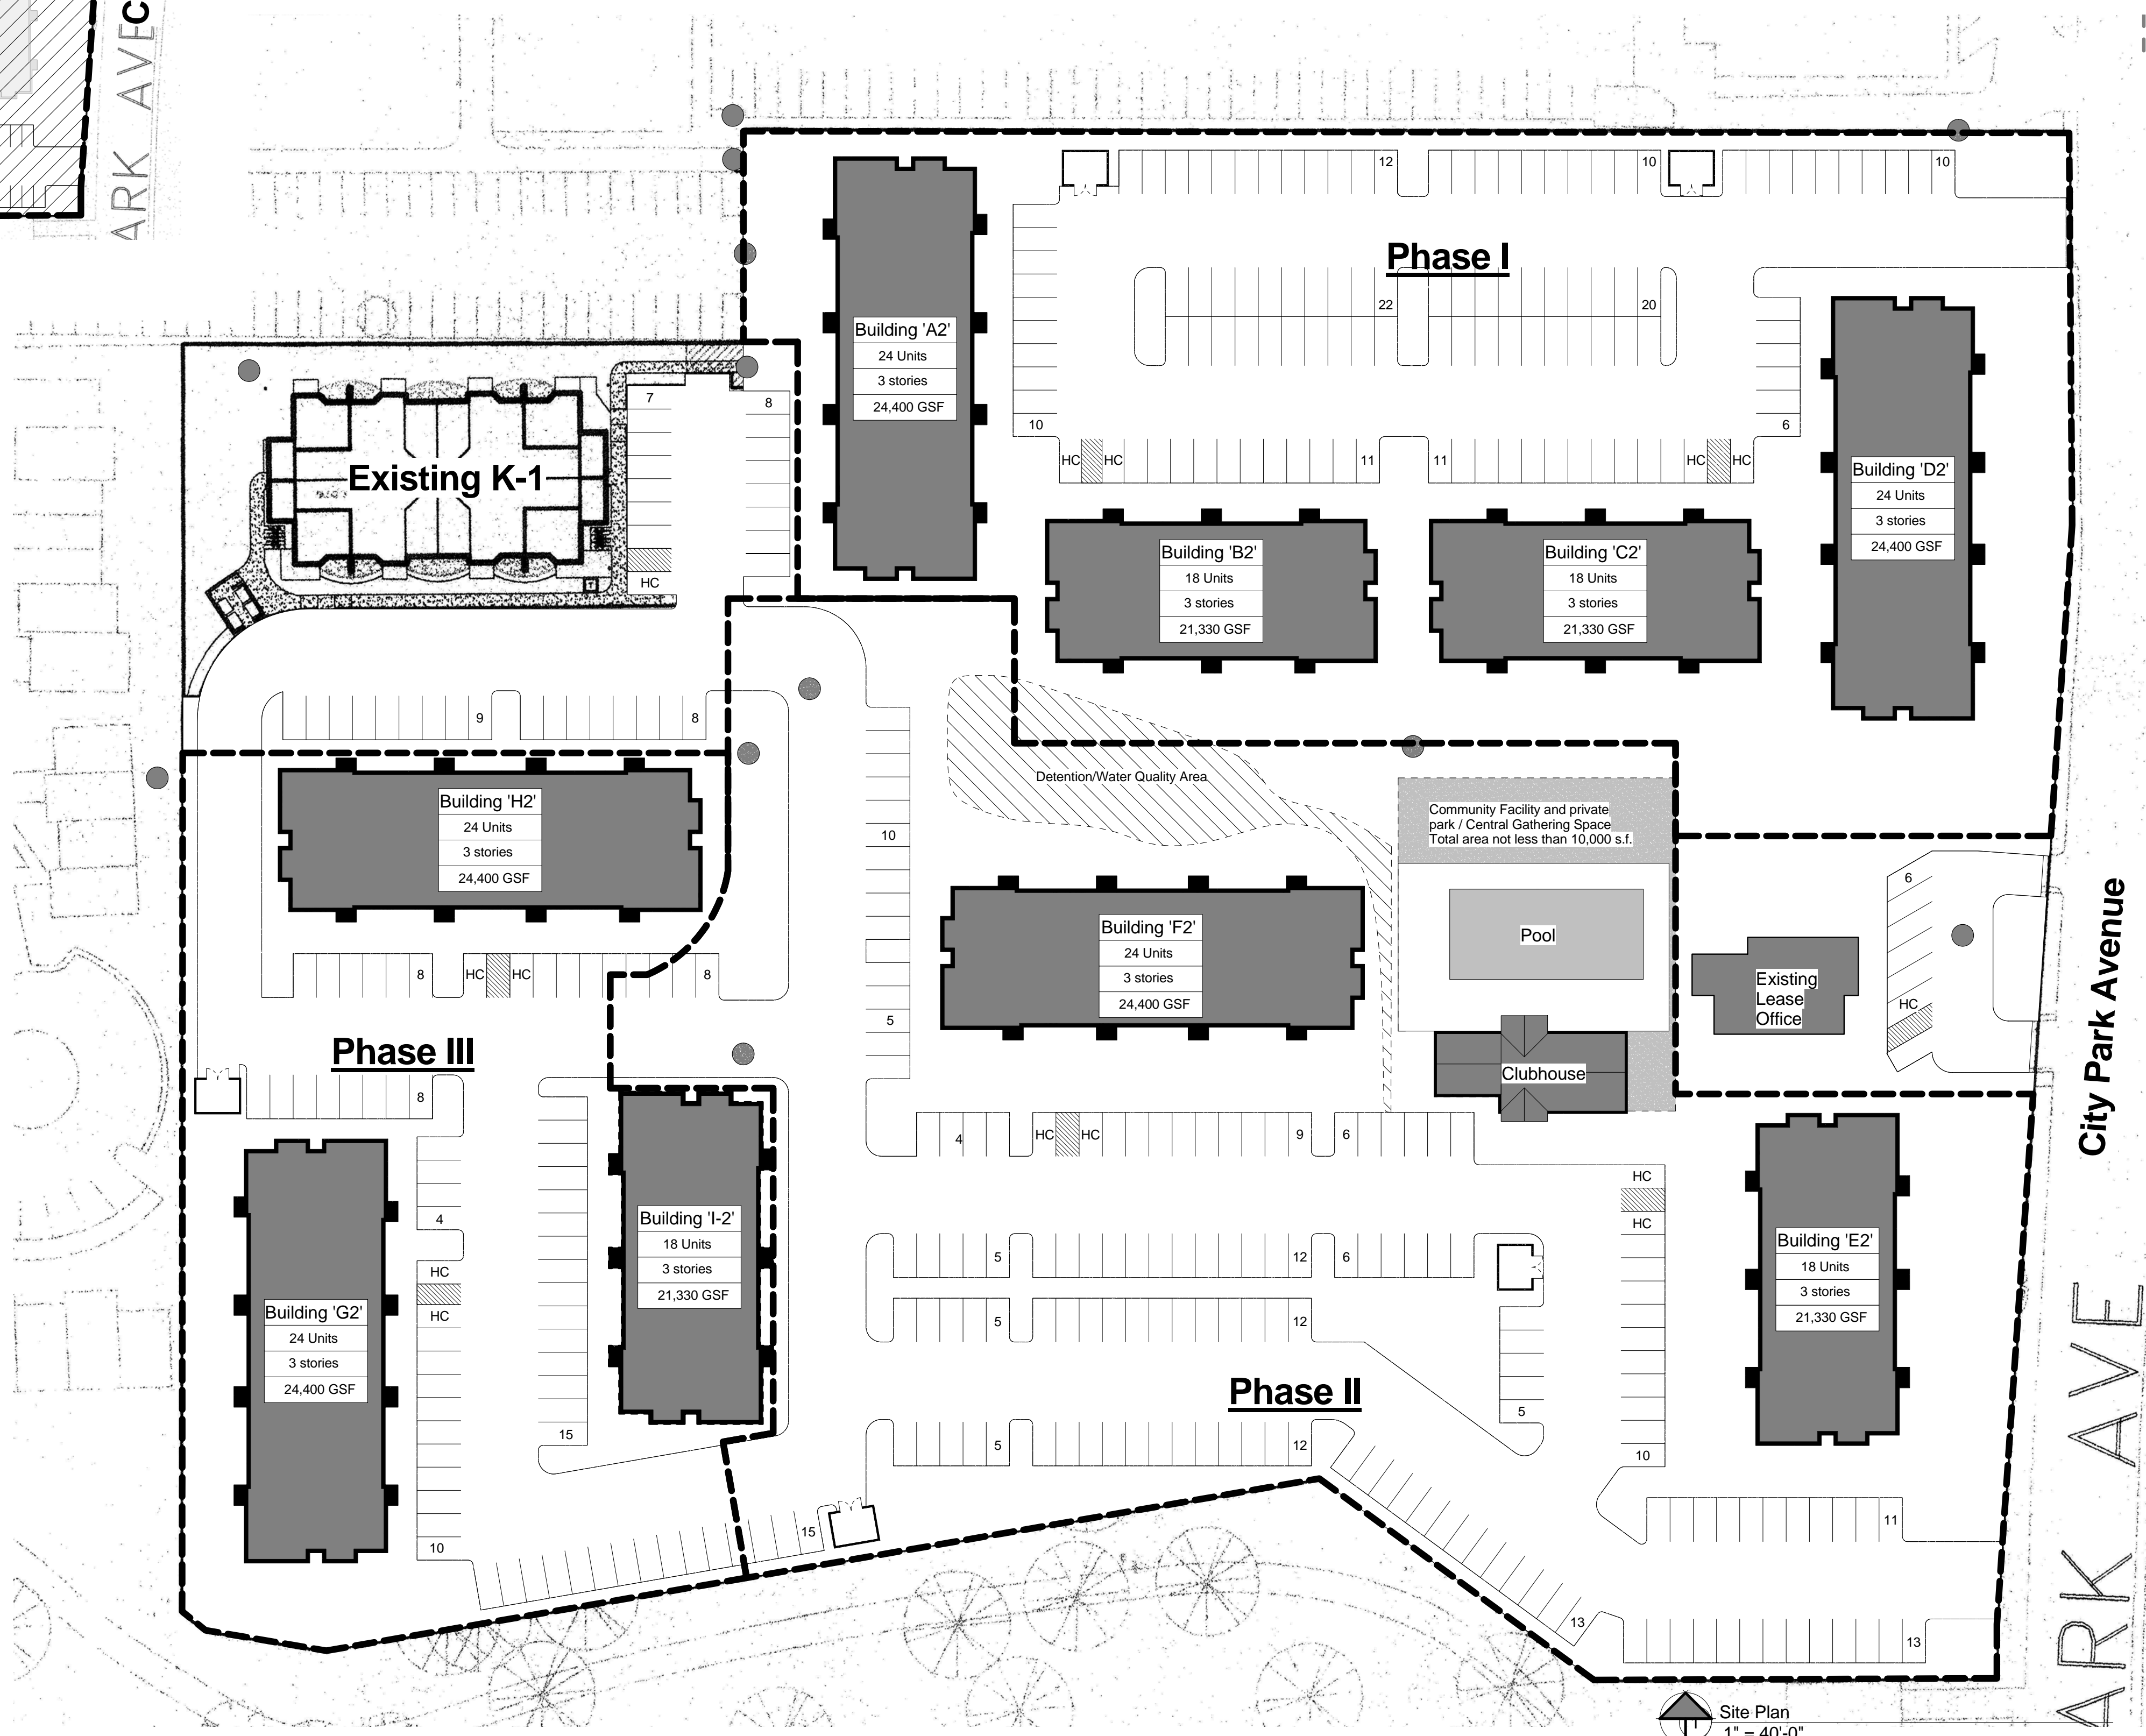 C
PARK AVE
12
10
10
Phase I
22
20
Building 'A2'
24 Units
3 stories
24,400 GSF
10
6
HC
HC
11
11
HC
HC
7
8
Existing K-1
HC
T
Building 'B2'
18 Units
3 stories
21,330 GSF
Building 'C2'
18 Units
3 stories
21,330 GSF
Building 'D2'
24 Units
3 stories
24,400 GSF
9
8
Detention/Water Quality Area
Community Facility and private
park / Central Gathering Space
Total area not less than 10,000 s.f.
Building 'H2'
24 Units
3 stories
24,400 GSF
10
5
Building 'F2'
24 Units
3 stories
24,400 GSF
Pool
Existing
Lease
Office
6
HC
City Park Avenue
8
HC
HC
8
Phase III
8
Clubhouse
4
HC
HC
9
6
HC
HC
4
HC
HC
Building 'G2'
24 Units
3 stories
24,400 GSF
10
15
Building 'I-2'
18 Units
3 stories
21,330 GSF
5
12
6
5
12
Phase II
5
5
12
10
Building 'E2'
18 Units
3 stories
21,330 GSF
15
11
13
13
PARK AVE
Site Plan
1" = 40'-0"